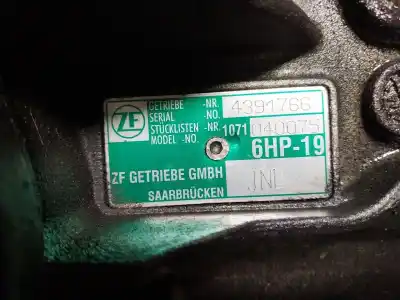 GETRIEBE -NR. 4391766
SERIAL -NO.
STÜCKLISTEN -NR. 1071 040075
MODEL -NO.
ZF
6HP-19
ZF GETRIEBE GMBH JNL
SAARBRÜCKEN